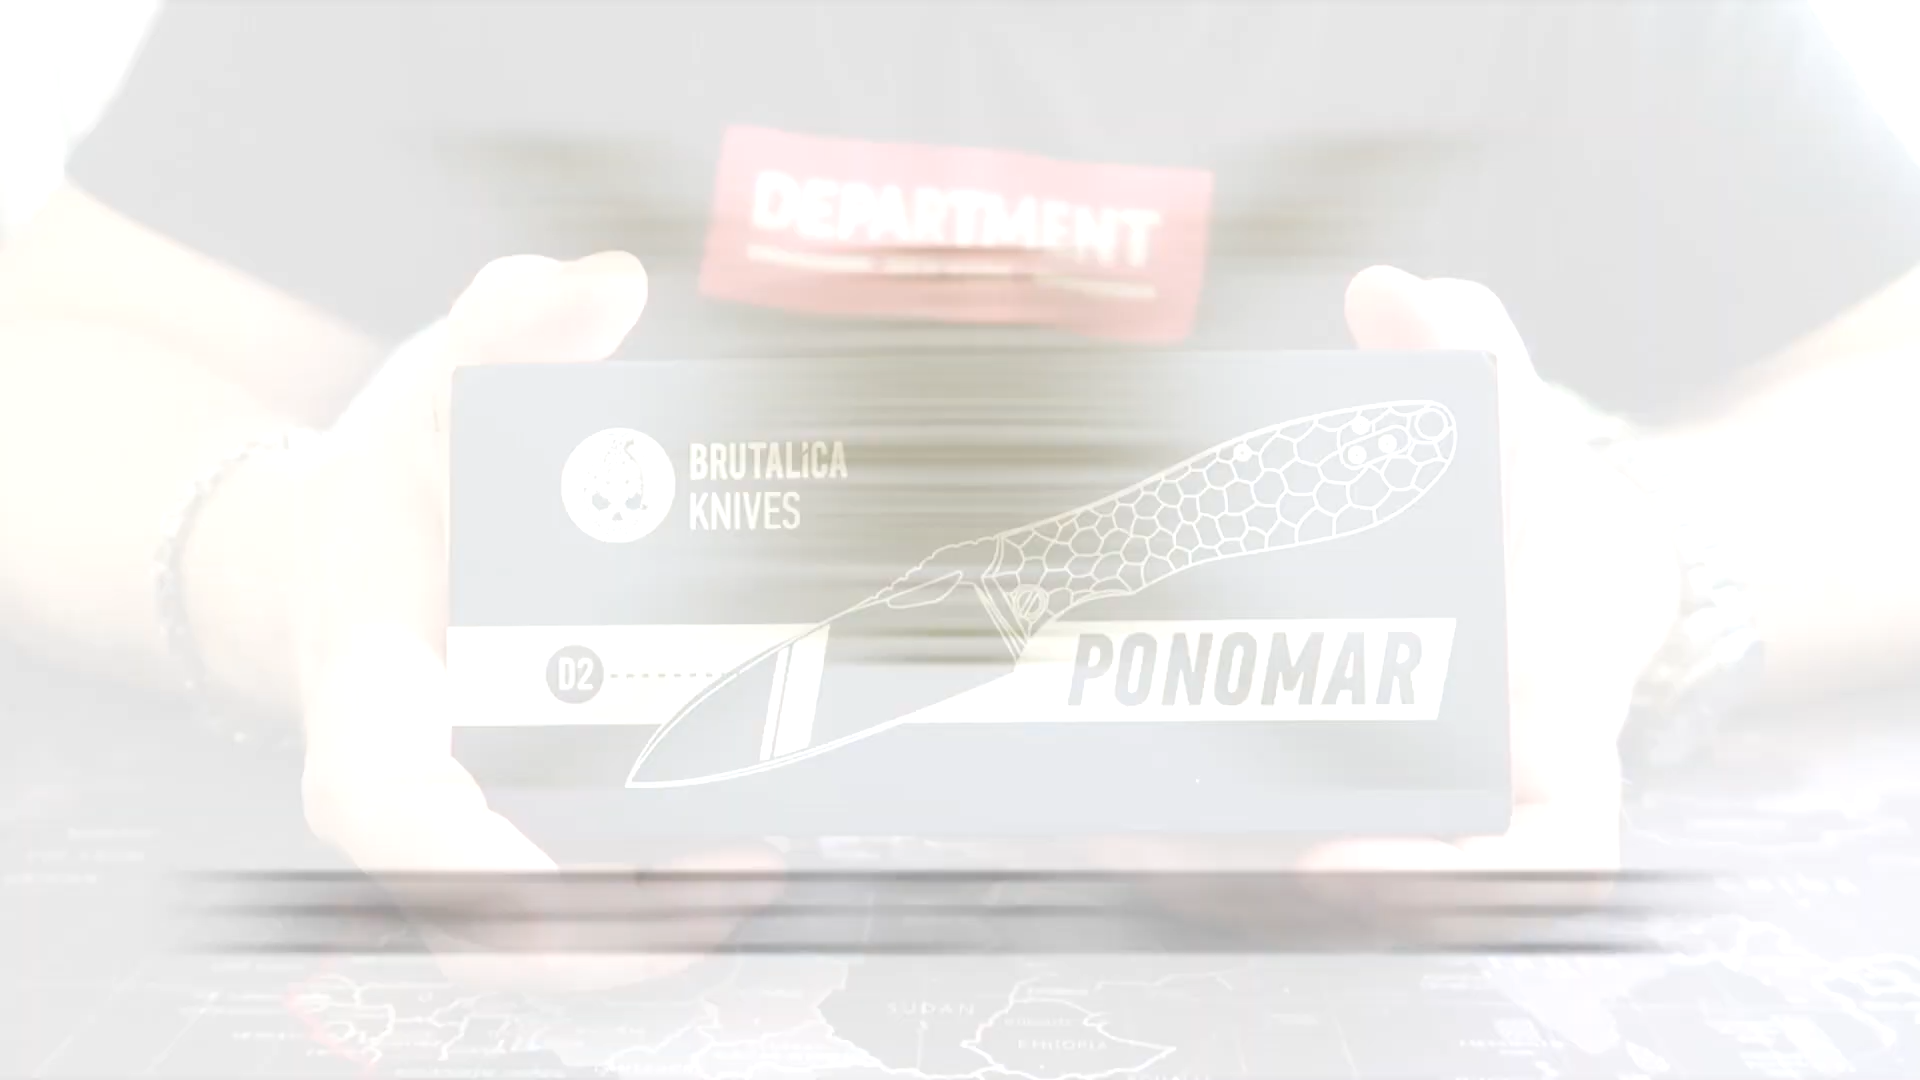 DEPARTMENT
BRUTALiCA
KNIVES
D2
PONOMAR
SUDAN
ETHIOPIA